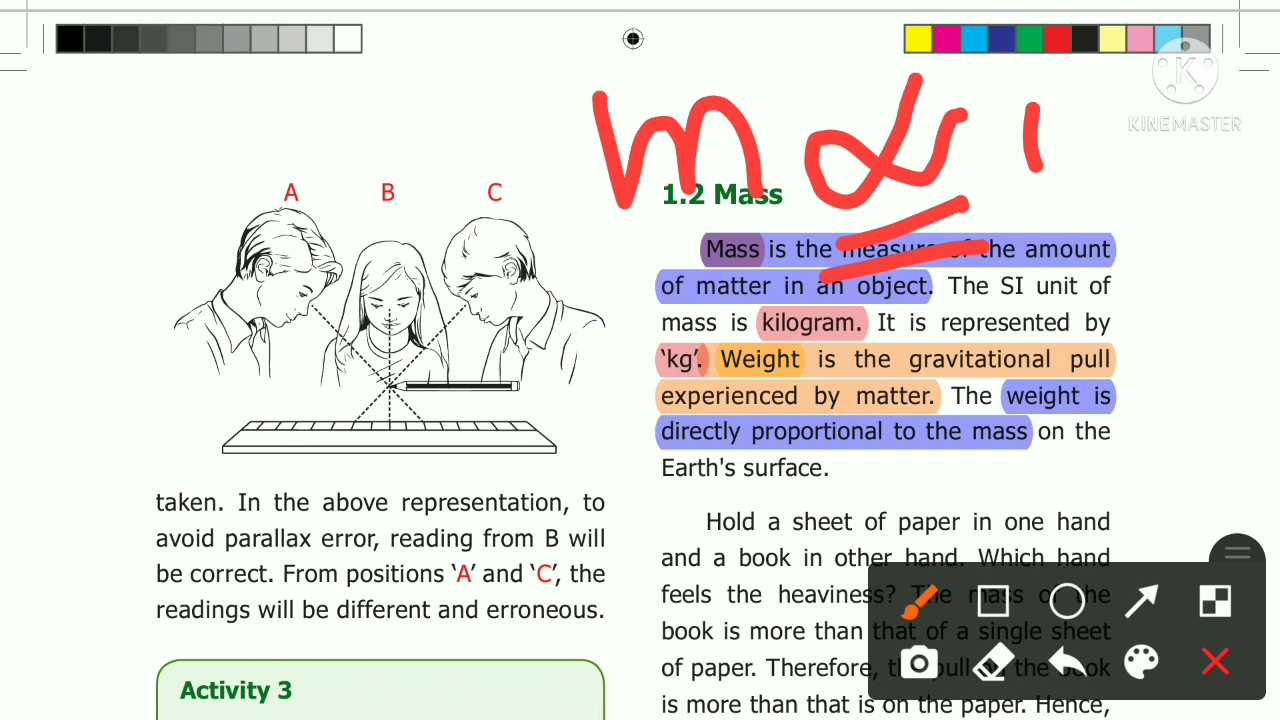 KINEMASTER
m ∝
A B C
taken. In the above representation, to
avoid parallax error, reading from B will
be correct. From positions ‘A’ and ‘C’, the
readings will be different and erroneous.
Activity 3
1.2 Mass
Mass is the measure of the amount
of matter in an object. The SI unit of
mass is kilogram. It is represented by
‘kg’. Weight is the gravitational pull
experienced by matter. The weight is
directly proportional to the mass on the
Earth's surface.
Hold a sheet of paper in one hand
and a book in other hand. Which hand
feels the heaviness? The mass of the
book is more than that of a single sheet
of paper. Therefore, the pull on the book
is more than that is on the paper. Hence,